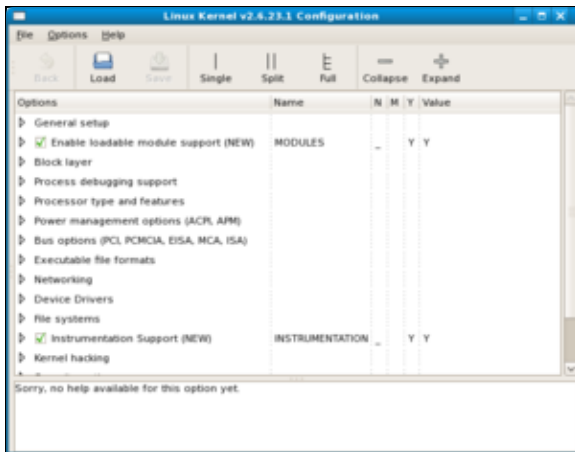 Linux Kernel v2.6.23.1 Configuration
File Options Help
Back Load Save Single Split Full Collapse Expand
Options Name N M Y Value
General setup
Enable loadable module support (NEW) MODULES _ Y Y
Block layer
Process debugging support
Processor type and features
Power management options (ACPI, APM)
Bus options (PCI, PCMCIA, EISA, MCA, ISA)
Executable file formats
Networking
Device Drivers
File systems
Instrumentation Support (NEW) INSTRUMENTATION _ Y Y
Kernel hacking
Sorry, no help available for this option yet.